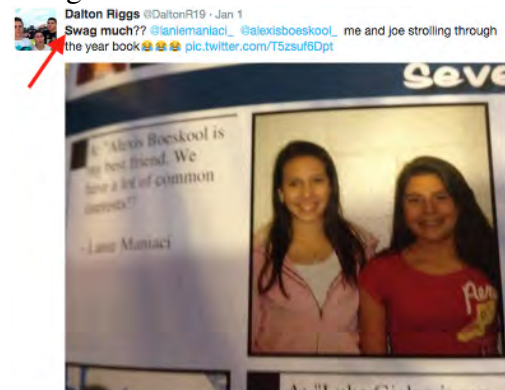 Dalton Riggs @DaltonR19 · Jan 1
Swag much?? @laniemaniaci_ @alexisboeskool_ me and joe strolling through
the year book😂😂😂 pic.twitter.com/T5zsuf6Dpt
Seve
A: "Alexis Boeskool is
my best friend. We
have a lot of common
interests!"
- Lanie Maniaci